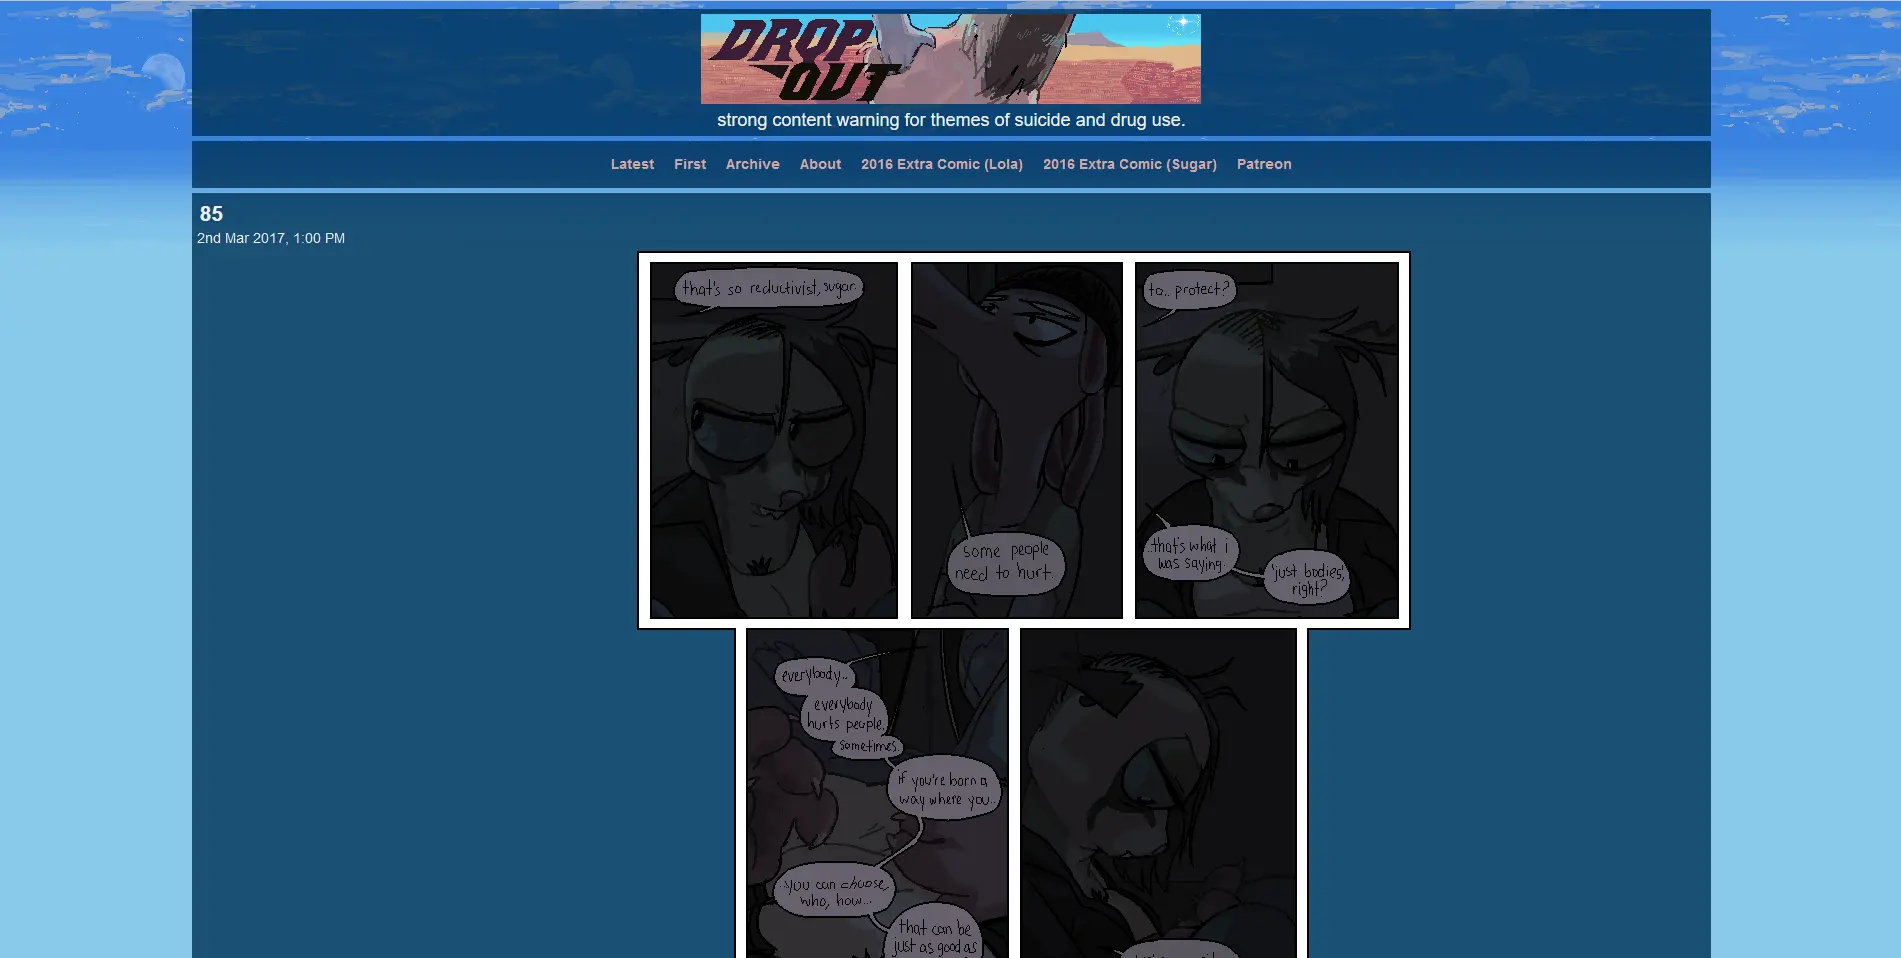 DROP
OUT
strong content warning for themes of suicide and drug use.
Latest First Archive About 2016 Extra Comic (Lola) 2016 Extra Comic (Sugar) Patreon
85
2nd Mar 2017, 1:00 PM
that's so reductivist, sugar.
some people
need to hurt.
to.. protect?
..that's what i
was saying.
'just bodies',
right?
everybody..
everybody
hurts people.
sometimes.
if you're born a
way where you..
..you can choose,
who, how...
that can be
just as good as